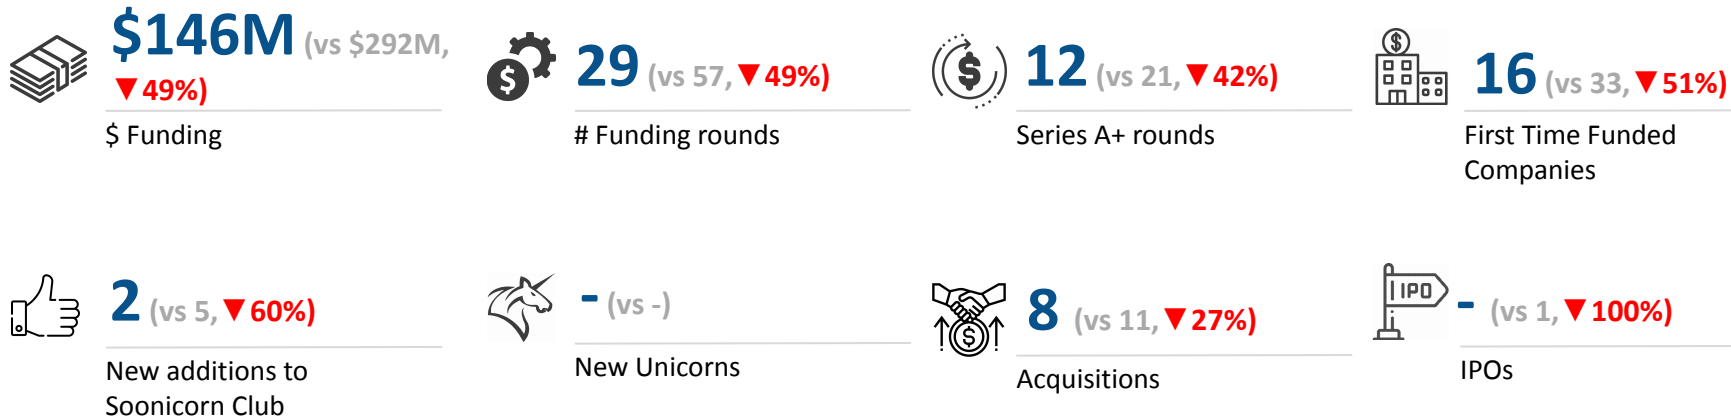 $146M (vs $292M,
▼49%)
$ Funding
29 (vs 57, ▼49%)
# Funding rounds
12 (vs 21, ▼42%)
Series A+ rounds
16 (vs 33, ▼51%)
First Time Funded
Companies
2 (vs 5, ▼60%)
New additions to
Soonicorn Club
- (vs -)
New Unicorns
8 (vs 11, ▼27%)
Acquisitions
IPO
- (vs 1, ▼100%)
IPOs